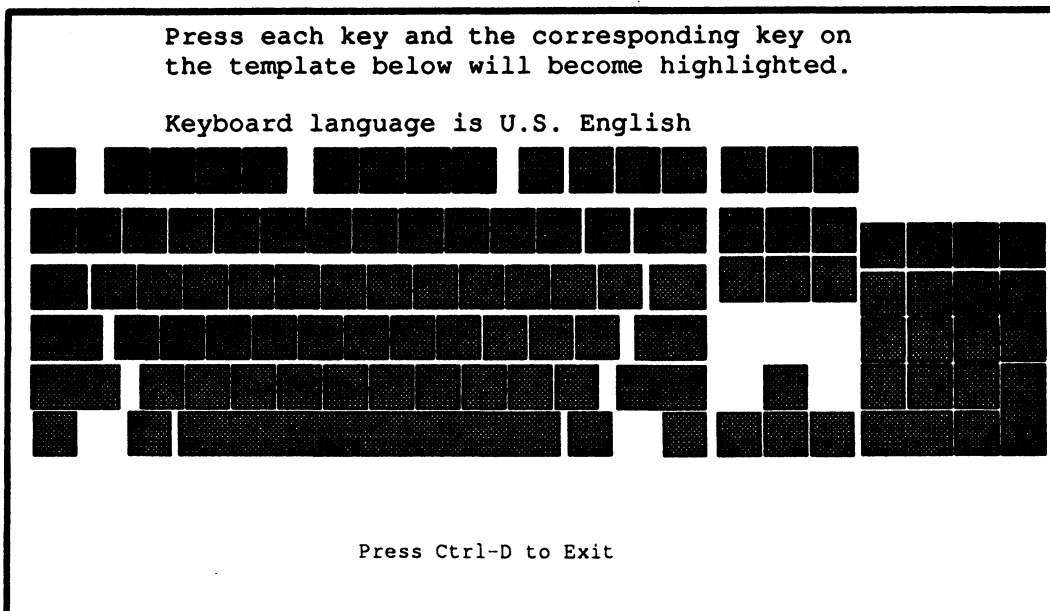 Press each key and the corresponding key on
the template below will become highlighted.
Keyboard language is U.S. English
Press Ctrl-D to Exit